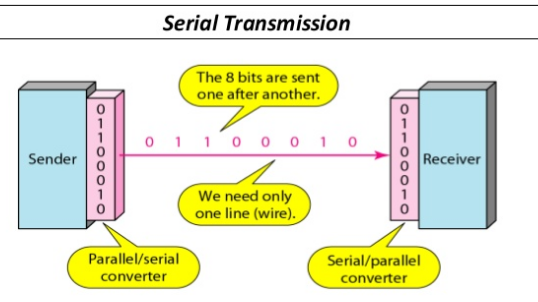 Serial Transmission
The 8 bits are sent
one after another.
Sender
0
1
1
0
0
0
1
0
0 1 1 0 0 0 1 0
0
1
1
0
0
0
1
0
Receiver
We need only
one line (wire).
Parallel/serial
converter
Serial/parallel
converter